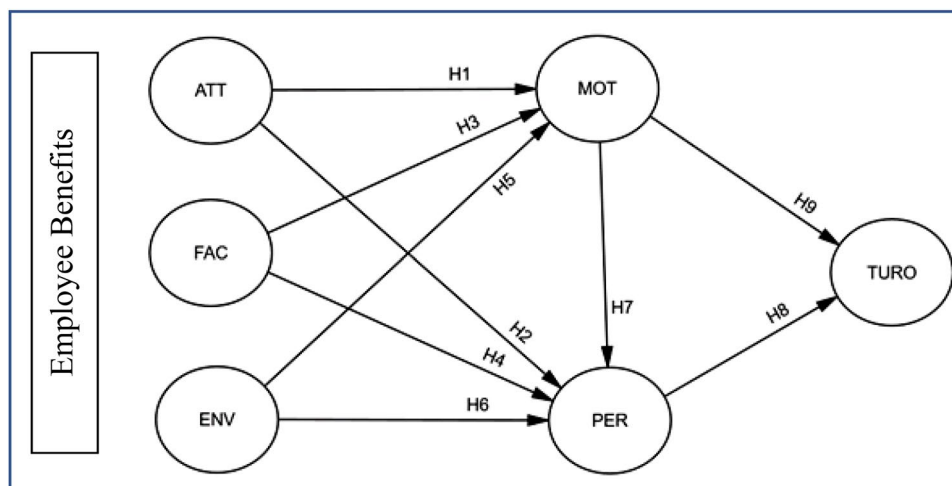 Employee Benefits
ATT
FAC
ENV
H1
H3
H5
H2
H4
H6
MOT
H7
PER
H9
H8
TURO